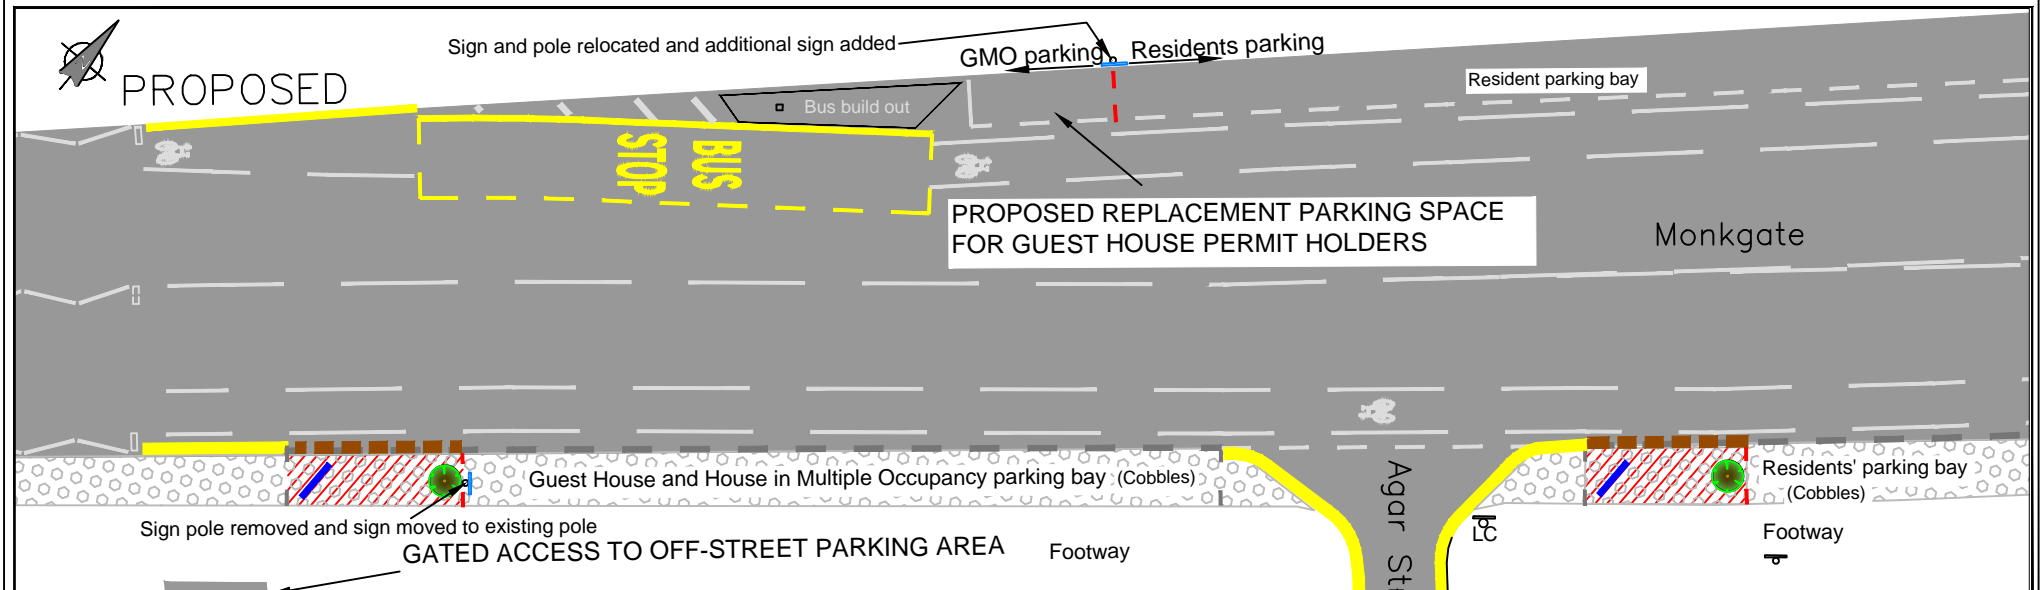 Sign and pole relocated and additional sign added
GMO parking
Residents parking
PROPOSED
Resident parking bay
Bus build out
BUS
STOP
PROPOSED REPLACEMENT PARKING SPACE
FOR GUEST HOUSE PERMIT HOLDERS
Monkgate
Guest House and House in Multiple Occupancy parking bay (Cobbles)
Residents' parking bay
(Cobbles)
Agar St
Sign pole removed and sign moved to existing pole
LC
Footway
GATED ACCESS TO OFF-STREET PARKING AREA
Footway